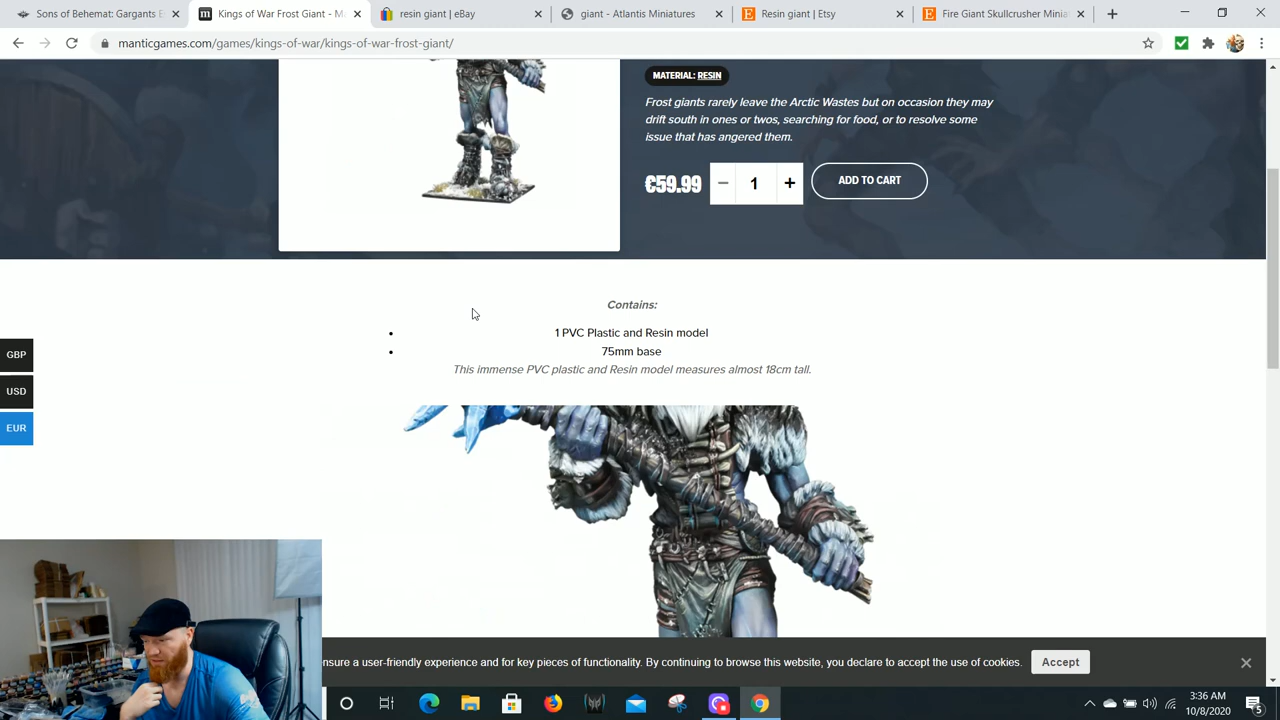 Sons of Behemat: Gargants E
Kings of War Frost Giant - M
resin giant | eBay
giant - Atlantis Miniatures
Resin giant | Etsy
Fire Giant Skullcrusher Minia
manticgames.com/games/kings-of-war/kings-of-war-frost-giant/
MATERIAL: RESIN
Frost giants rarely leave the Arctic Wastes but on occasion they may
drift south in ones or twos, searching for food, or to resolve some
issue that has angered them.
€59.99 − 1 + ADD TO CART
Contains:
• 1 PVC Plastic and Resin model
• 75mm base
This immense PVC plastic and Resin model measures almost 18cm tall.
GBP
USD
EUR
nsure a user-friendly experience and for key pieces of functionality. By continuing to browse this website, you declare to accept the use of cookies.
Accept
3:36 AM
10/8/2020
5